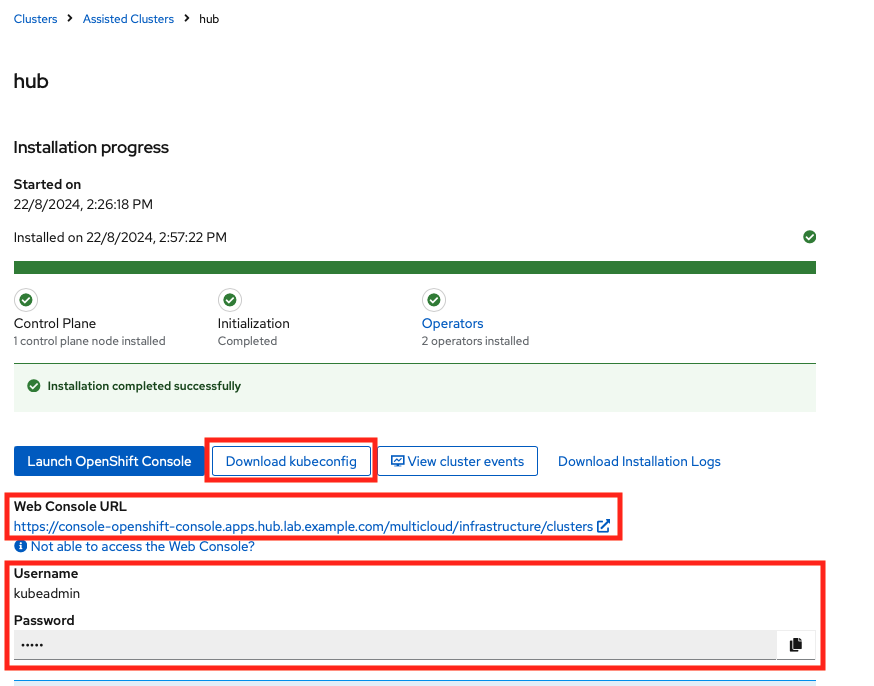 Clusters > Assisted Clusters > hub
hub
Installation progress
Started on
22/8/2024, 2:26:18 PM
Installed on 22/8/2024, 2:57:22 PM
Control Plane Initialization Operators
1 control plane node installed Completed 2 operators installed
Installation completed successfully
Launch OpenShift Console Download kubeconfig View cluster events Download Installation Logs
Web Console URL
https://console-openshift-console.apps.hub.lab.example.com/multicloud/infrastructure/clusters
Not able to access the Web Console?
Username
kubeadmin
Password
•••••